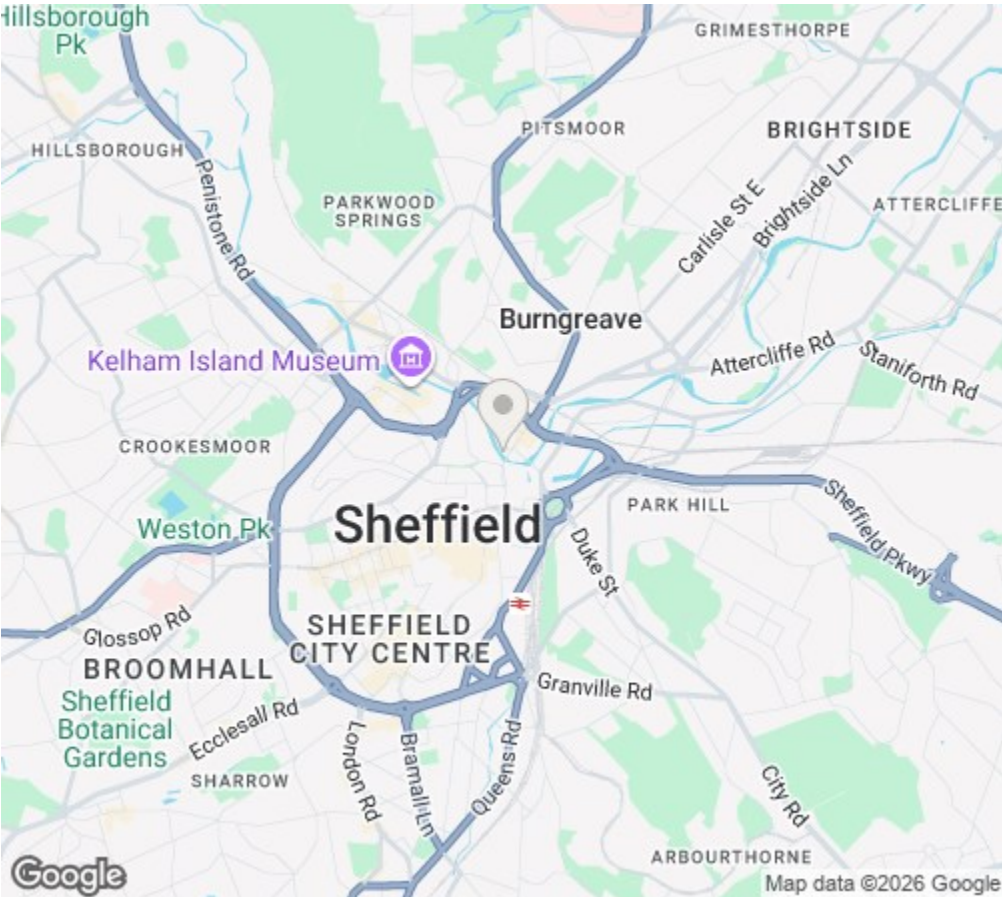 Hillsborough
Pk
GRIMESTHORPE
PITSMOOR
BRIGHTSIDE
HILLSBOROUGH
Penistone Rd
PARKWOOD
SPRINGS
Carlisle St E
Brightside Ln
ATTERCLIFFE
Burngreave
Kelham Island Museum
Attercliffe Rd
Staniforth Rd
CROOKESMOOR
Sheffield
PARK HILL
Sheffield Pkwy
Weston Pk
Duke St
Glossop Rd
SHEFFIELD
CITY CENTRE
BROOMHALL
Granville Rd
Sheffield
Botanical
Gardens
Ecclesall Rd
London Rd
Bramall Ln
Queens Rd
SHARROW
City Rd
ARBOURTHORNE
Google
Map data ©2026 Google